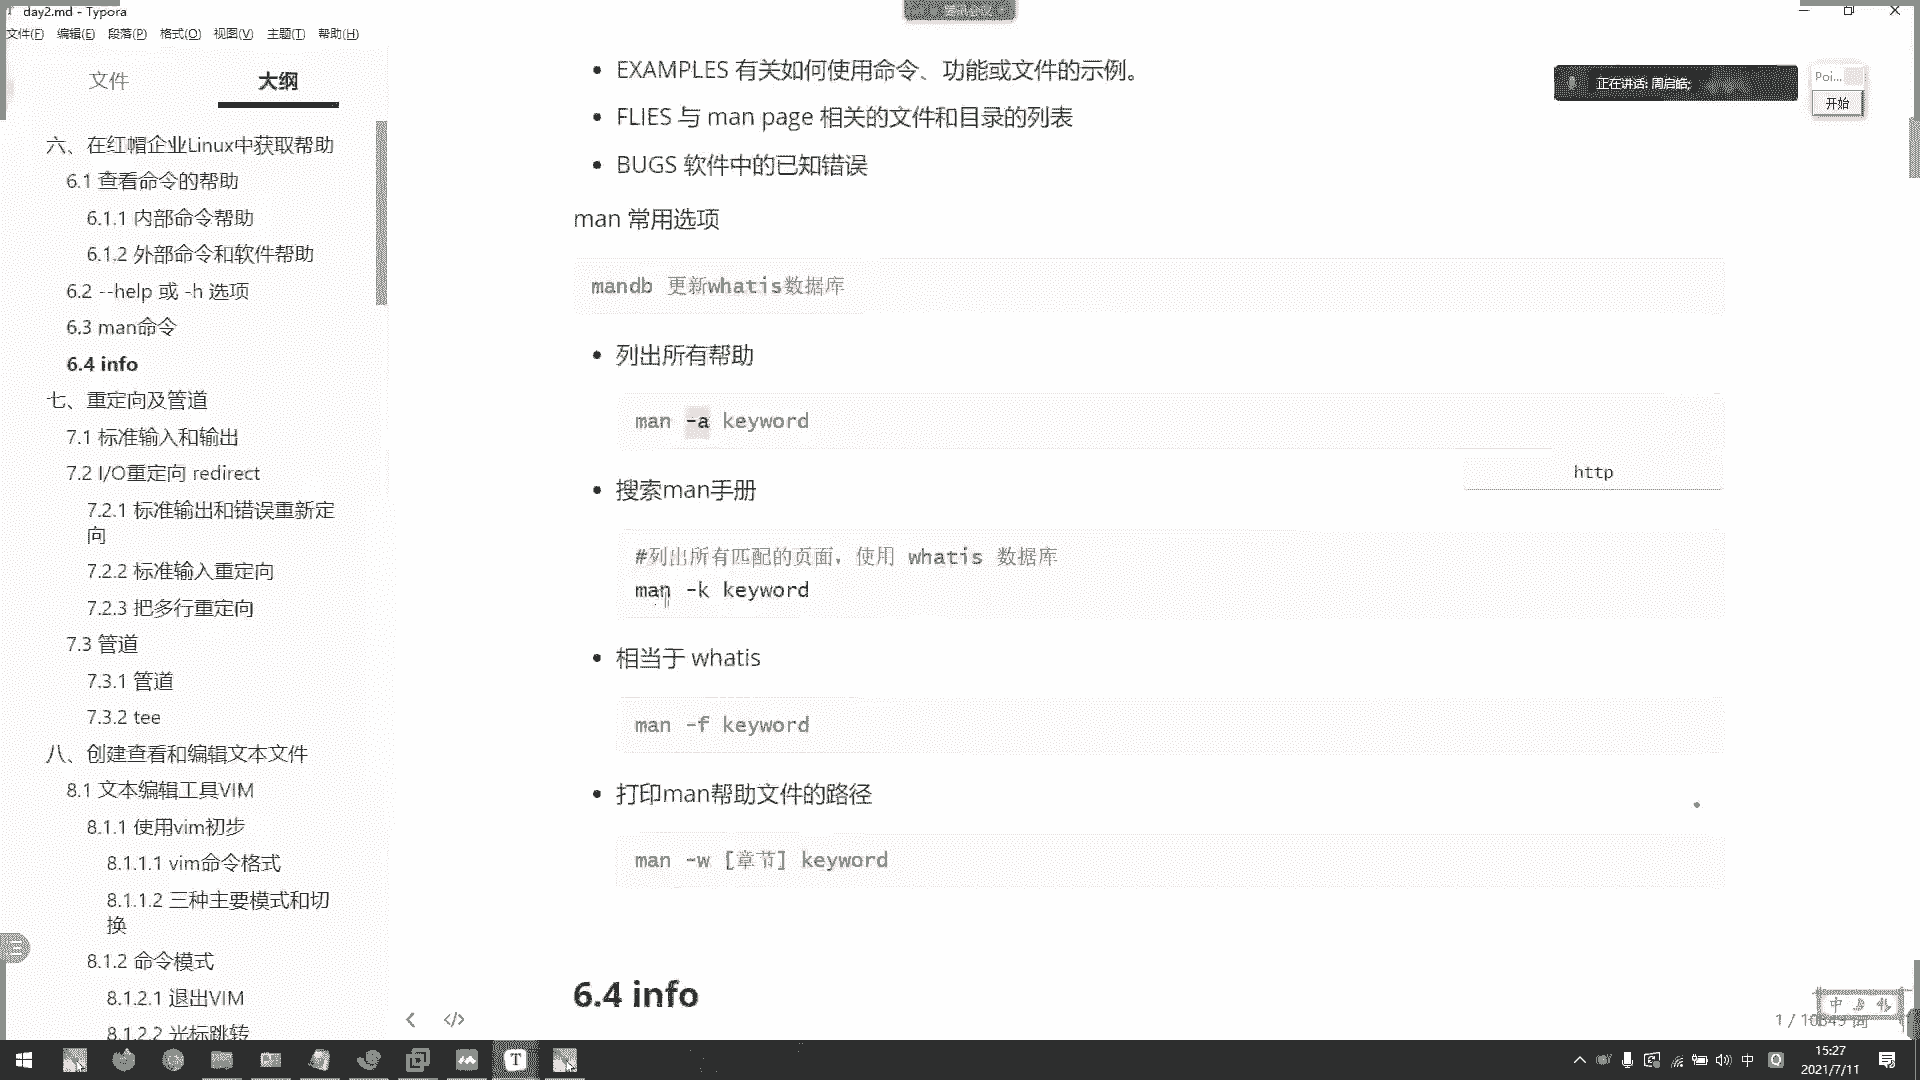 day2.md - Typora
文件(F) 编辑(E) 段落(P) 格式(O) 视图(V) 主题(T) 帮助(H)
文件 大纲
六、在红帽企业Linux中获取帮助
6.1 查看命令的帮助
6.1.1 内部命令帮助
6.1.2 外部命令和软件帮助
6.2 --help 或 -h 选项
6.3 man命令
6.4 info
七、重定向及管道
7.1 标准输入和输出
7.2 I/O重定向 redirect
7.2.1 标准输出和错误重新定
向
7.2.2 标准输入重定向
7.2.3 把多行重定向
7.3 管道
7.3.1 管道
7.3.2 tee
八、创建查看和编辑文本文件
8.1 文本编辑工具VIM
8.1.1 使用vim初步
8.1.1.1 vim命令格式
8.1.1.2 三种主要模式和切
换
8.1.2 命令模式
8.1.2.1 退出VIM
8.1.2.2 光标跳转
EXAMPLES 有关如何使用命令、功能或文件的示例。
FLIES 与 man page 相关的文件和目录的列表
BUGS 软件中的已知错误
man 常用选项
mandb 更新whatis数据库
列出所有帮助
man -a keyword
http
搜索man手册
#列出所有匹配的页面，使用 whatis 数据库
man -k keyword
相当于 whatis
man -f keyword
打印man帮助文件的路径
man -w [章节] keyword
6.4 info
正在讲话: 周启皓;
Poi...
开始
中
中
15:27
2021/7/11